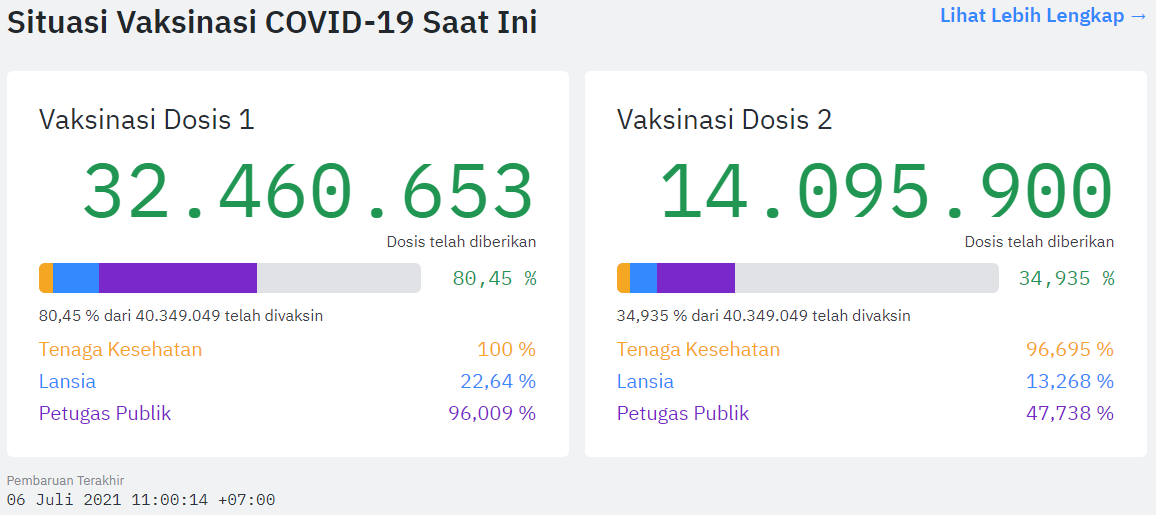 Situasi Vaksinasi COVID-19 Saat Ini
Lihat Lebih Lengkap →
Vaksinasi Dosis 1
32.460.653
Dosis telah diberikan
80,45 %
80,45 % dari 40.349.049 telah divaksin
Tenaga Kesehatan 100 %
Lansia 22,64 %
Petugas Publik 96,009 %
Vaksinasi Dosis 2
14.095.900
Dosis telah diberikan
34,935 %
34,935 % dari 40.349.049 telah divaksin
Tenaga Kesehatan 96,695 %
Lansia 13,268 %
Petugas Publik 47,738 %
Pembaruan Terakhir
06 Juli 2021 11:00:14 +07:00